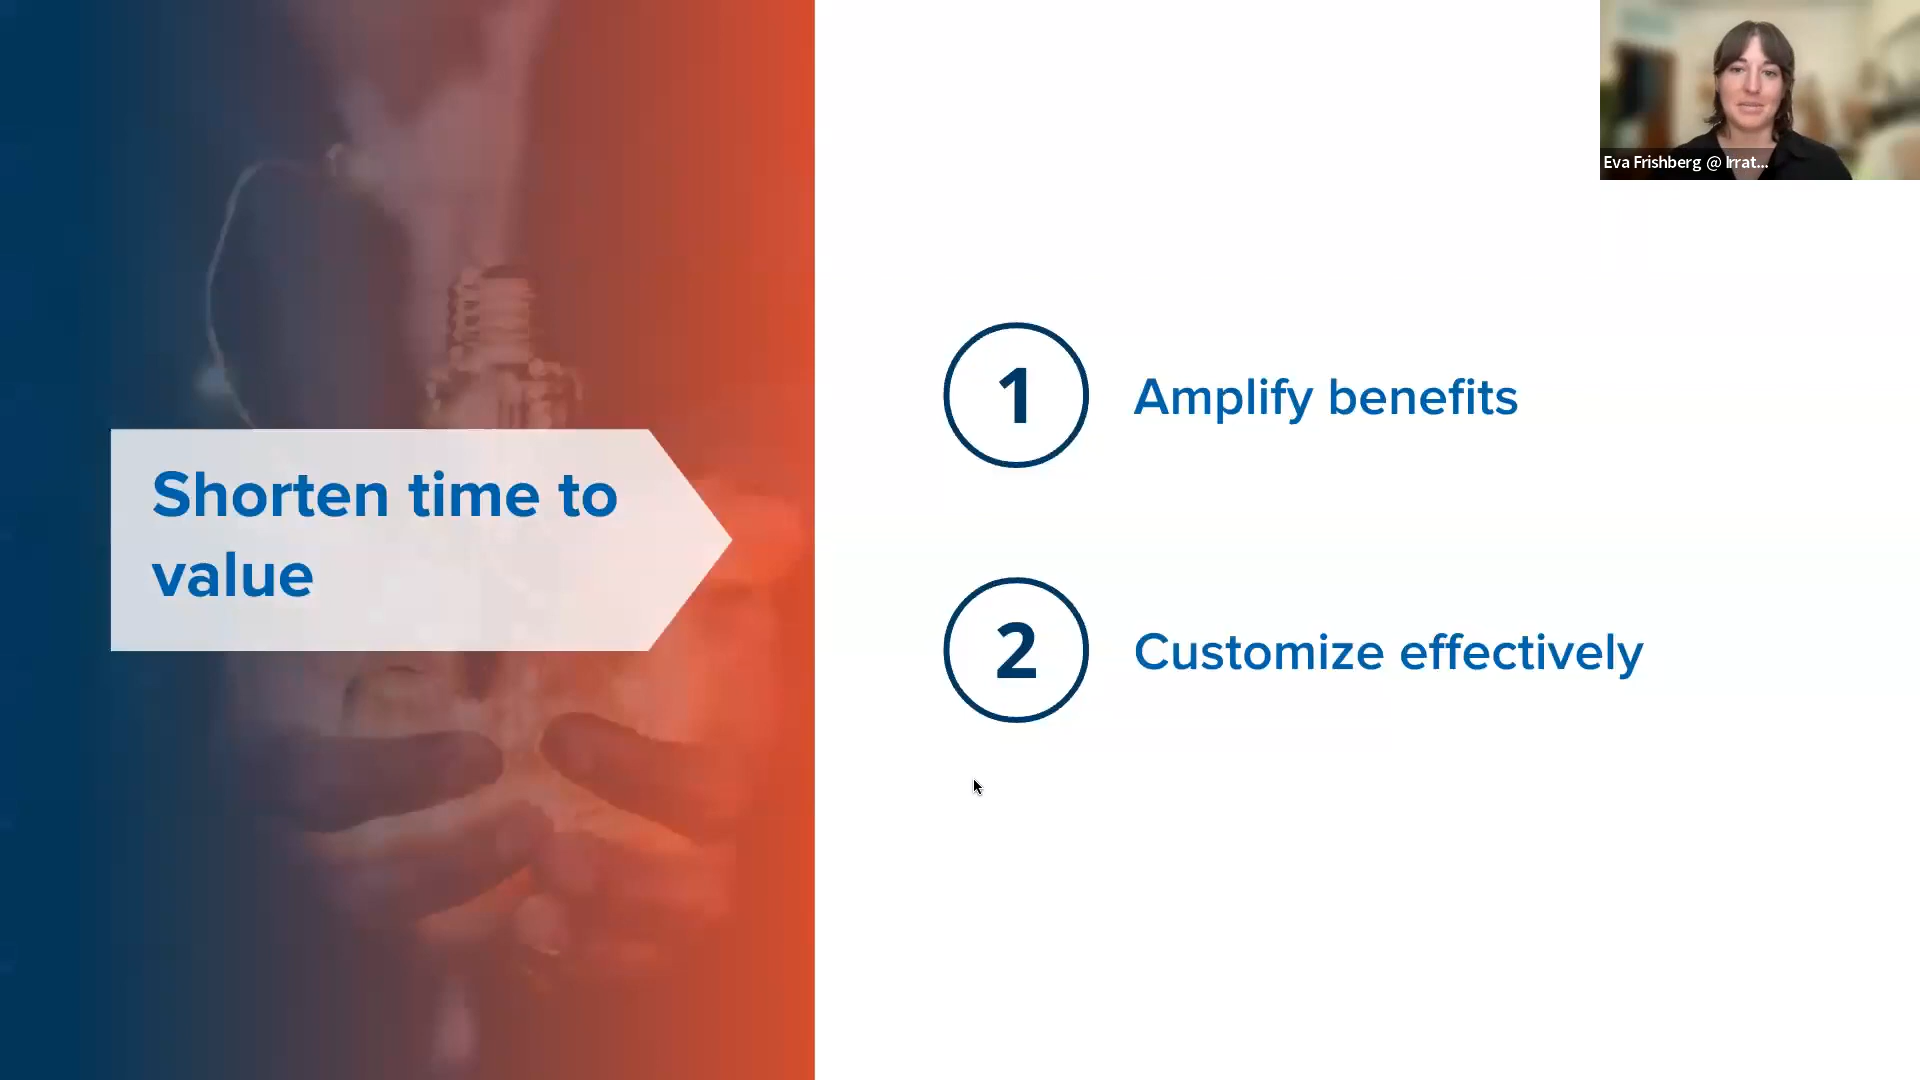 Eva Frishberg @ Irrat...
Shorten time to
value
1
Amplify benefits
2
Customize effectively